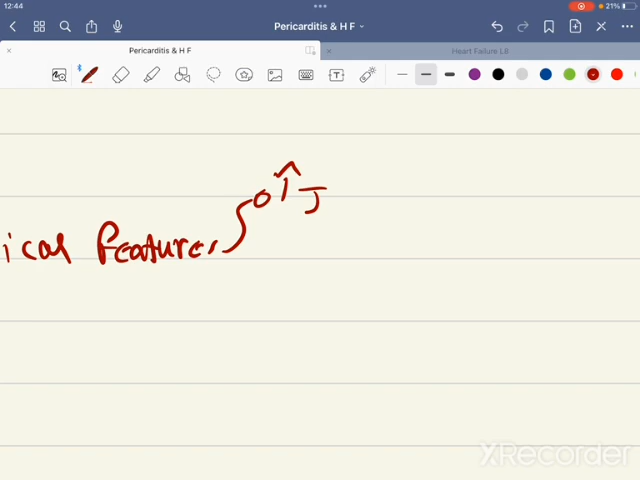 12:44
21%
Pericarditis & H F
Pericarditis & H F
Heart Failure L8
T
ical features
XRecorder